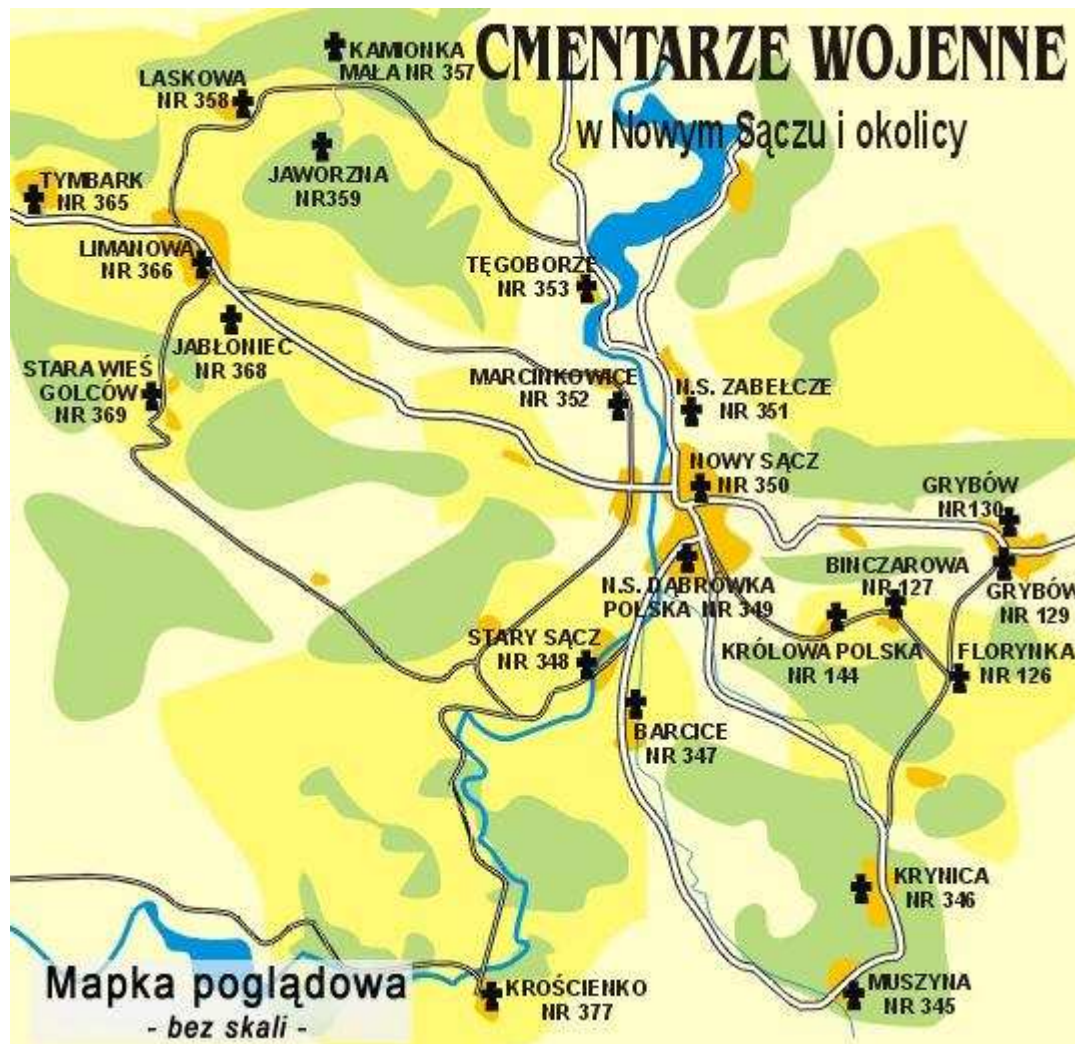 CMENTARZE WOJENNE
w Nowym Sączu i okolicy
KAMIONKA
MAŁA NR 357
LASKOWA
NR 358
JAWORZNA
NR359
TYMBARK
NR 365
LIMANOWA
NR 366
TĘGOBORZE
NR 353
JABŁONIEC
NR 368
STARA WIEŚ
GOLCÓW
NR 369
MARCINKOWICE
NR 352
N.S. ZABEŁCZE
NR 351
NOWY SĄCZ
NR 350
GRYBÓW
NR130
BINCZAROWA
NR 127
GRYBÓW
NR 129
N.S. DĄBRÓWKA
POLSKA NR 349
STARY SĄCZ
NR 348
KRÓLOWA POLSKA
NR 144
FLORYNKA
NR 126
BARCICE
NR 347
KRYNICA
NR 346
MUSZYNA
NR 345
KROŚCIENKO
NR 377
Mapka poglądowa
- bez skali -